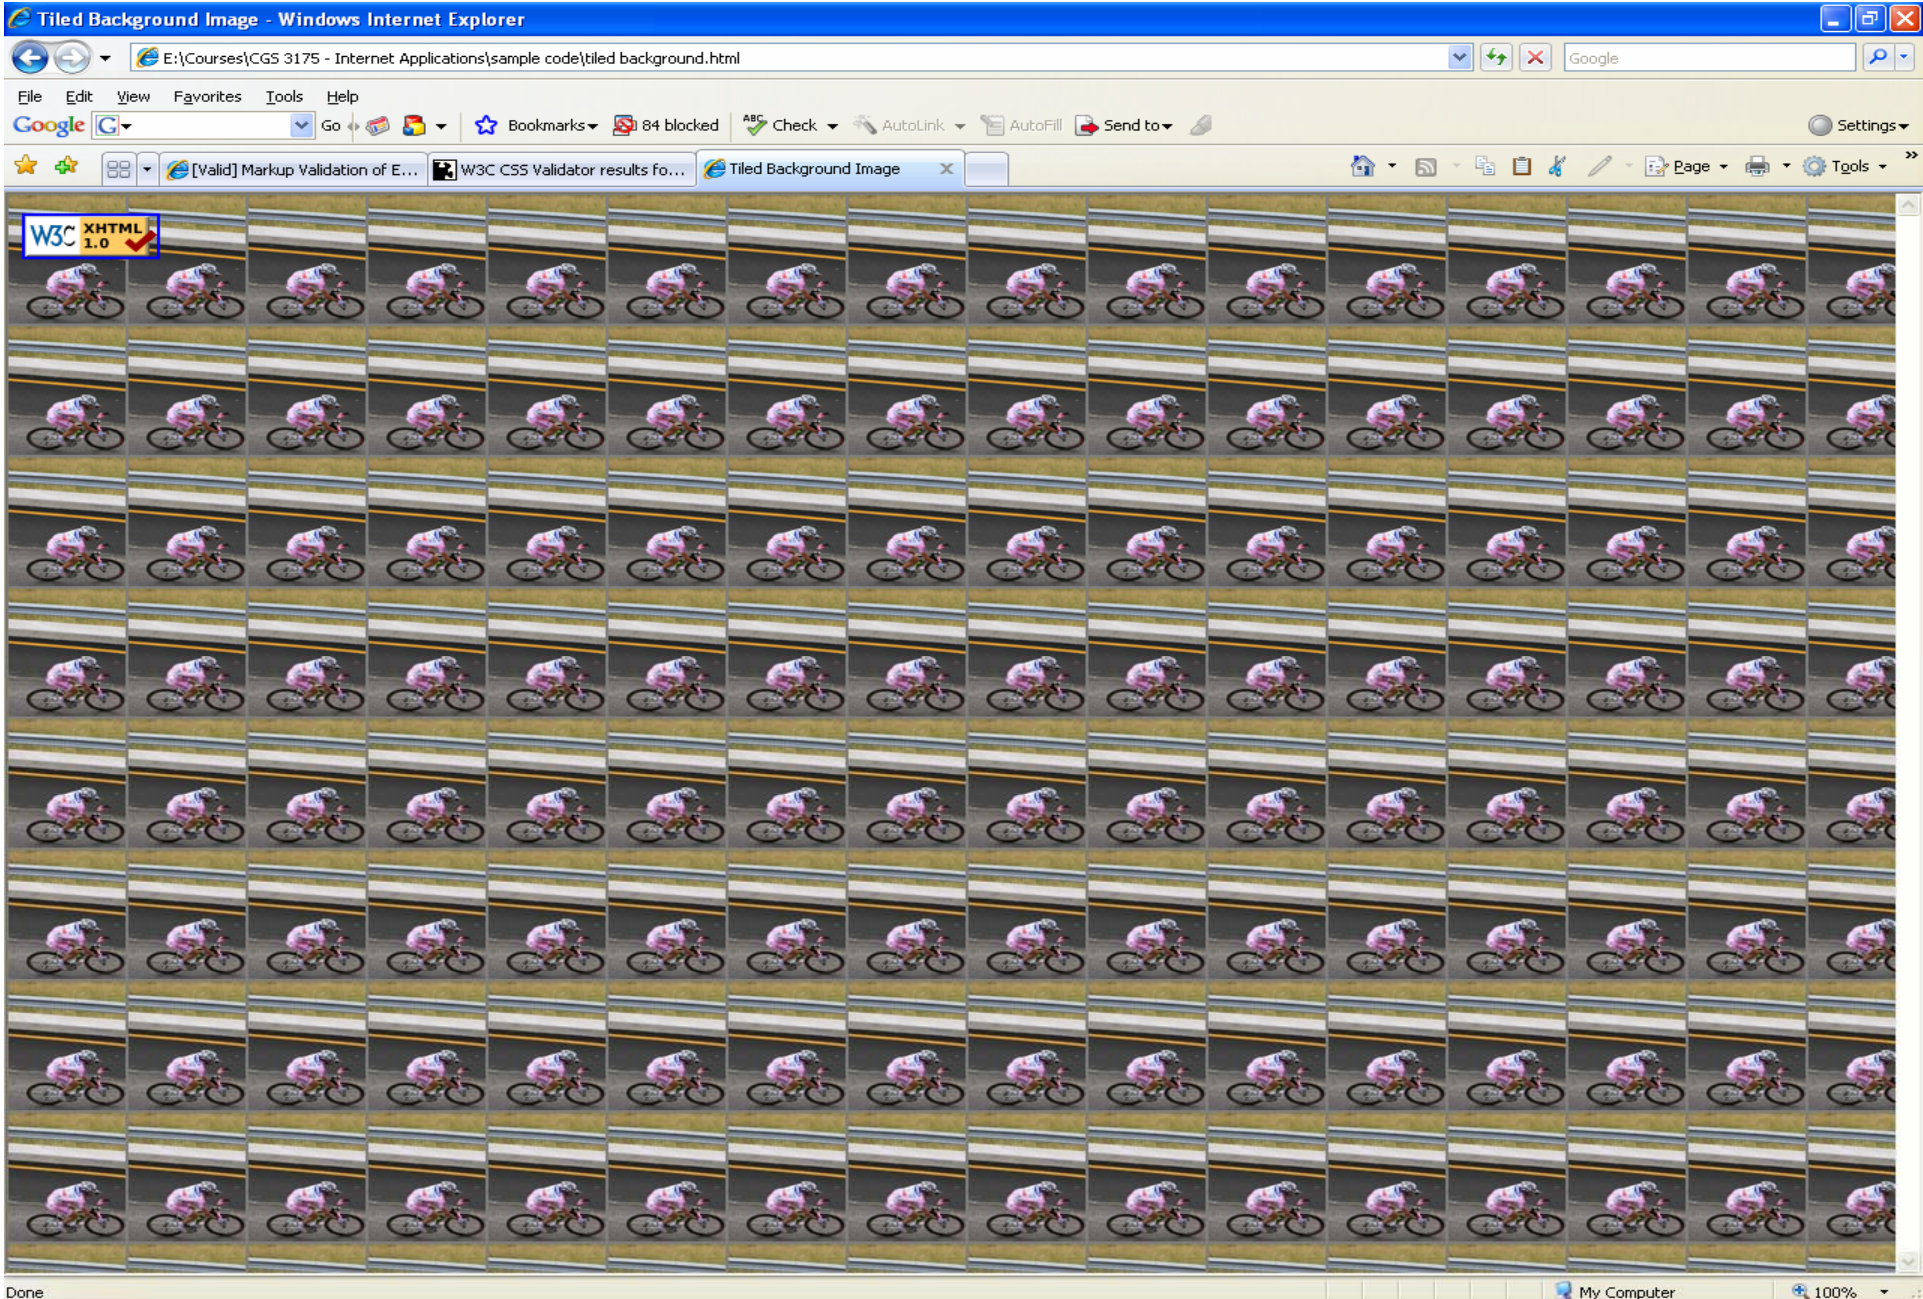 Tiled Background Image - Windows Internet Explorer
E:\Courses\CGS 3175 - Internet Applications\sample code\tiled background.html
Google
File Edit View Favorites Tools Help
Google G Go Bookmarks 84 blocked ABC Check AutoLink AutoFill Send to Settings
[Valid] Markup Validation of E... W3C CSS Validator results fo... Tiled Background Image X Page Tools »
W3C XHTML 1.0
Done My Computer 100%